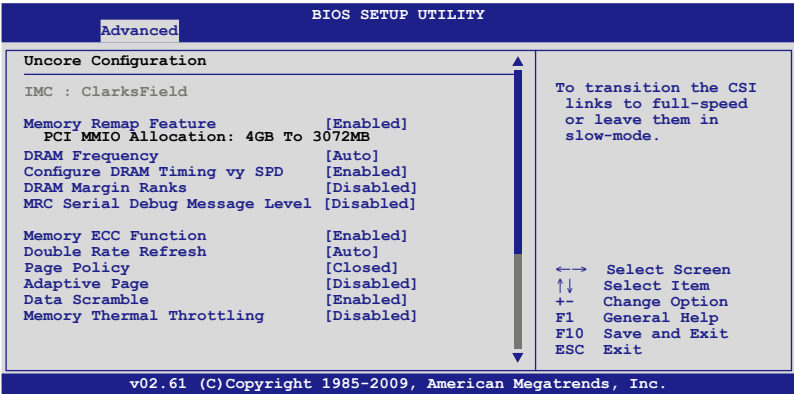 BIOS SETUP UTILITY
Advanced
Uncore Configuration
IMC : ClarksField
Memory Remap Feature [Enabled]
PCI MMIO Allocation: 4GB To 3072MB
DRAM Frequency [Auto]
Configure DRAM Timing vy SPD [Enabled]
DRAM Margin Ranks [Disabled]
MRC Serial Debug Message Level [Disabled]
Memory ECC Function [Enabled]
Double Rate Refresh [Auto]
Page Policy [Closed]
Adaptive Page [Disabled]
Data Scramble [Enabled]
Memory Thermal Throttling [Disabled]
To transition the CSI
links to full-speed
or leave them in
slow-mode.
←→ Select Screen
↑↓ Select Item
+- Change Option
F1 General Help
F10 Save and Exit
ESC Exit
v02.61 (C)Copyright 1985-2009, American Megatrends, Inc.